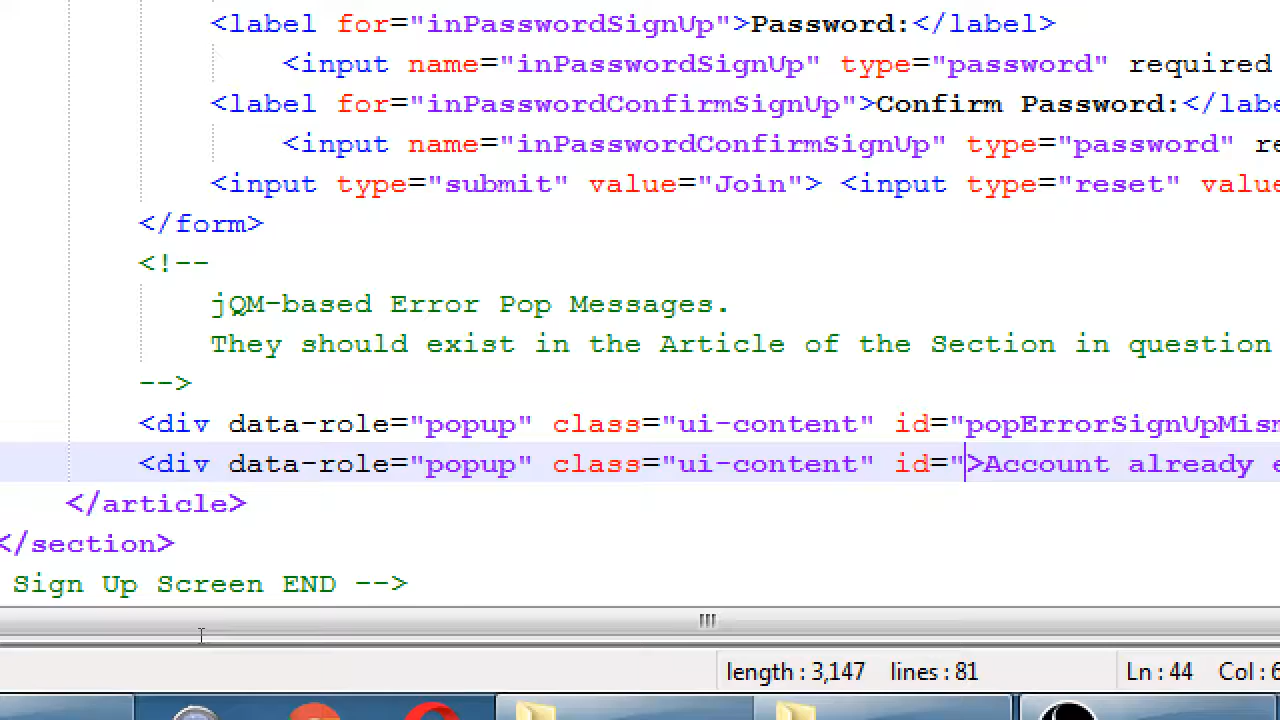 <label for="inPasswordSignUp">Password:</label>
<input name="inPasswordSignUp" type="password" required
<label for="inPasswordConfirmSignUp">Confirm Password:</labe
<input name="inPasswordConfirmSignUp" type="password" re
<input type="submit" value="Join"> <input type="reset" value
</form>
<!--
jQM-based Error Pop Messages.
They should exist in the Article of the Section in question
-->
<div data-role="popup" class="ui-content" id="popErrorSignUpMism
<div data-role="popup" class="ui-content" id=">Account already e
</article>
</section>
Sign Up Screen END -->
length : 3,147 lines : 81 Ln : 44 Col : 6